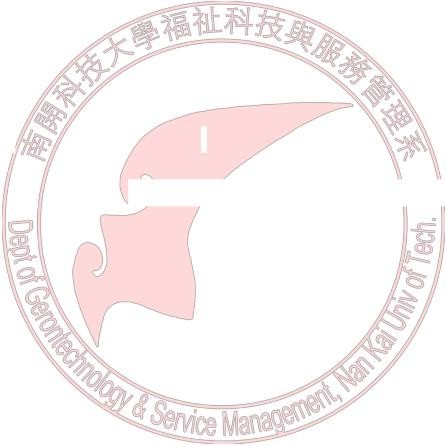 南開科技大學福祉科技與服務管理系
Dept of Gerontechnology & Service Management, Nan Kai Univ of Tech.